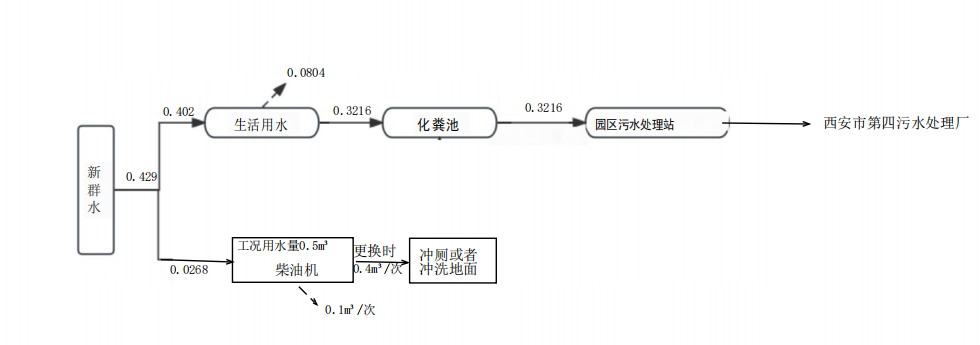 0.0804
0.402
生活用水
0.3216
化粪池
0.3216
园区污水处理站
西安市第四污水处理厂
新
群
水
0.429
0.0268
工况用水量0.5m³
柴油机
更换时
0.4m³/次
冲厕或者
冲洗地面
0.1m³/次